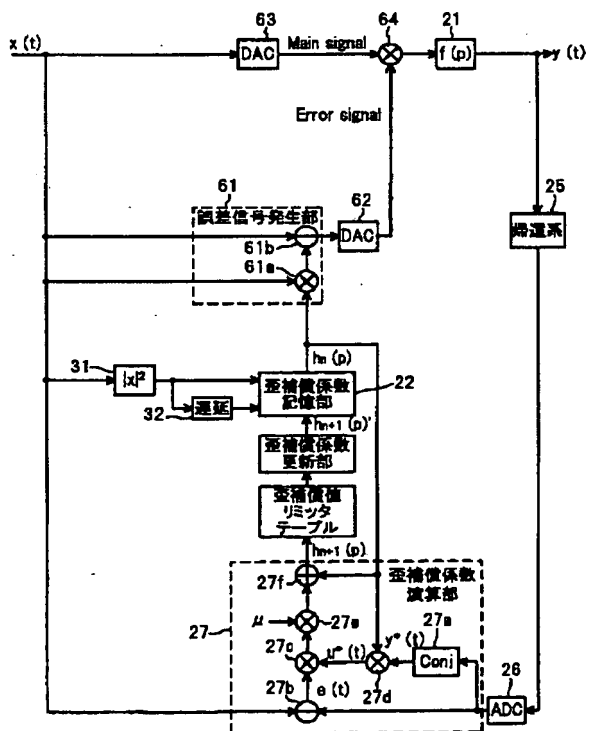 63
64
21
x (t)
DAC
Main signal
f (p)
y (t)
Error signal
61
誤差信号発生部
62
25
61b
DAC
帰還系
61a
hn (p)
31
|x|²
22
歪補償係数
記憶部
32
遅延
hn+1 (p)'
歪補償係数
更新部
歪補償値
リミッタ
テーブル
hn+1 (p)
27f
歪補償係数
演算部
27
μ
27e
27a
y* (t)
27c
u* (t)
Conj
26
27d
27b
e (t)
ADC